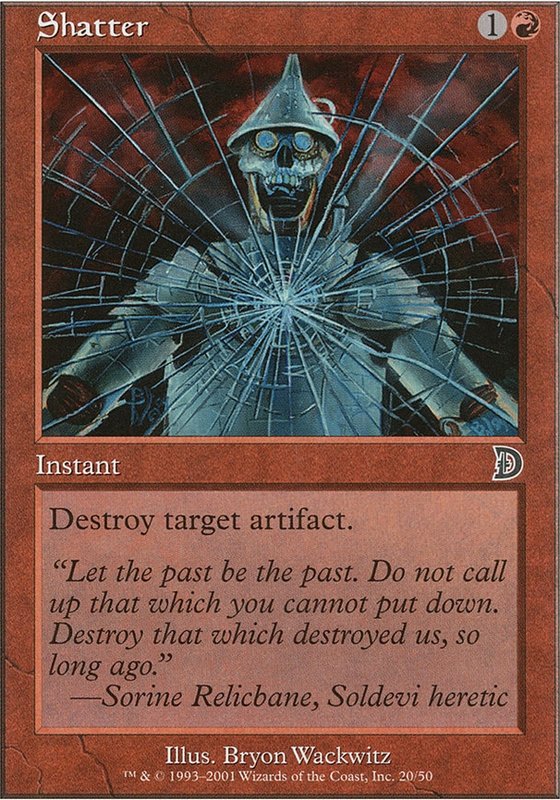 Shatter 1
Instant
Destroy target artifact.
“Let the past be the past. Do not call
up that which you cannot put down.
Destroy that which destroyed us, so
long ago.”
—Sorine Relicbane, Soldevi heretic
Illus. Bryon Wackwitz
™ & © 1993–2001 Wizards of the Coast, Inc. 20/50